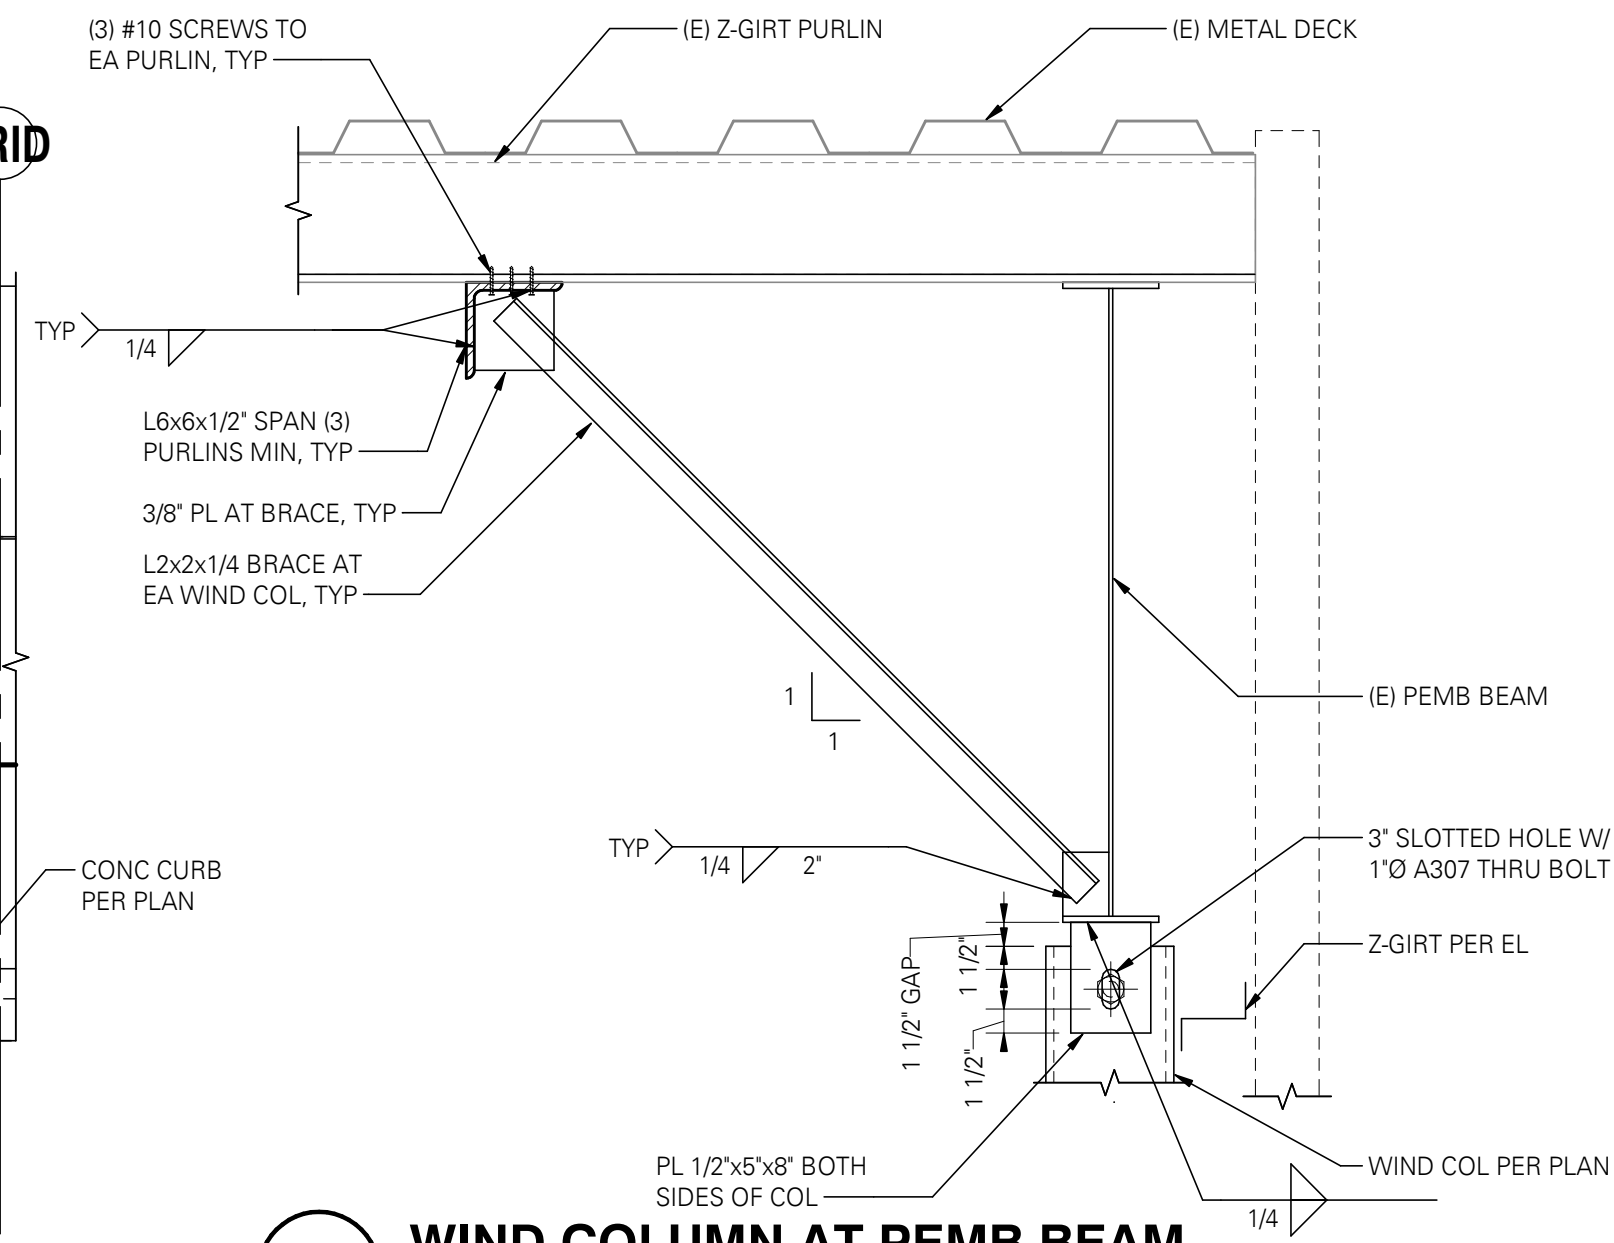 (3) #10 SCREWS TO
EA PURLIN, TYP
(E) Z-GIRT PURLIN
(E) METAL DECK
TYP
1/4
L6x6x1/2" SPAN (3)
PURLINS MIN, TYP
3/8" PL AT BRACE, TYP
L2x2x1/4 BRACE AT
EA WIND COL, TYP
1
1
(E) PEMB BEAM
TYP
1/4
2"
3" SLOTTED HOLE W/
1"Ø A307 THRU BOLT
CONC CURB
PER PLAN
Z-GIRT PER EL
1 1/2" GAP
1 1/2"
1 1/2"
PL 1/2"x5"x8" BOTH
SIDES OF COL
WIND COL PER PLAN
1/4
WIND COLUMN AT PEMB BEAM